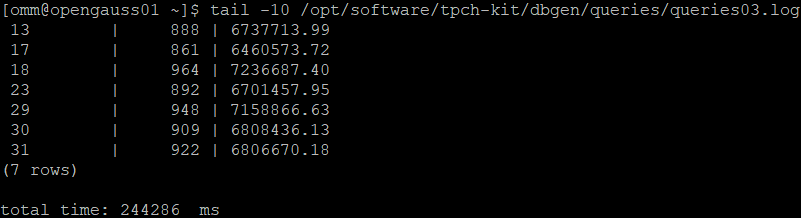 [omm@opengauss01 ~]$ tail -10 /opt/software/tpch-kit/dbgen/queries/queries03.log
 13         |     888 | 6737713.99
 17         |     861 | 6460573.72
 18         |     964 | 7236687.40
 23         |     892 | 6701457.95
 29         |     948 | 7158866.63
 30         |     909 | 6808436.13
 31         |     922 | 6806670.18
(7 rows)

total time: 244286  ms